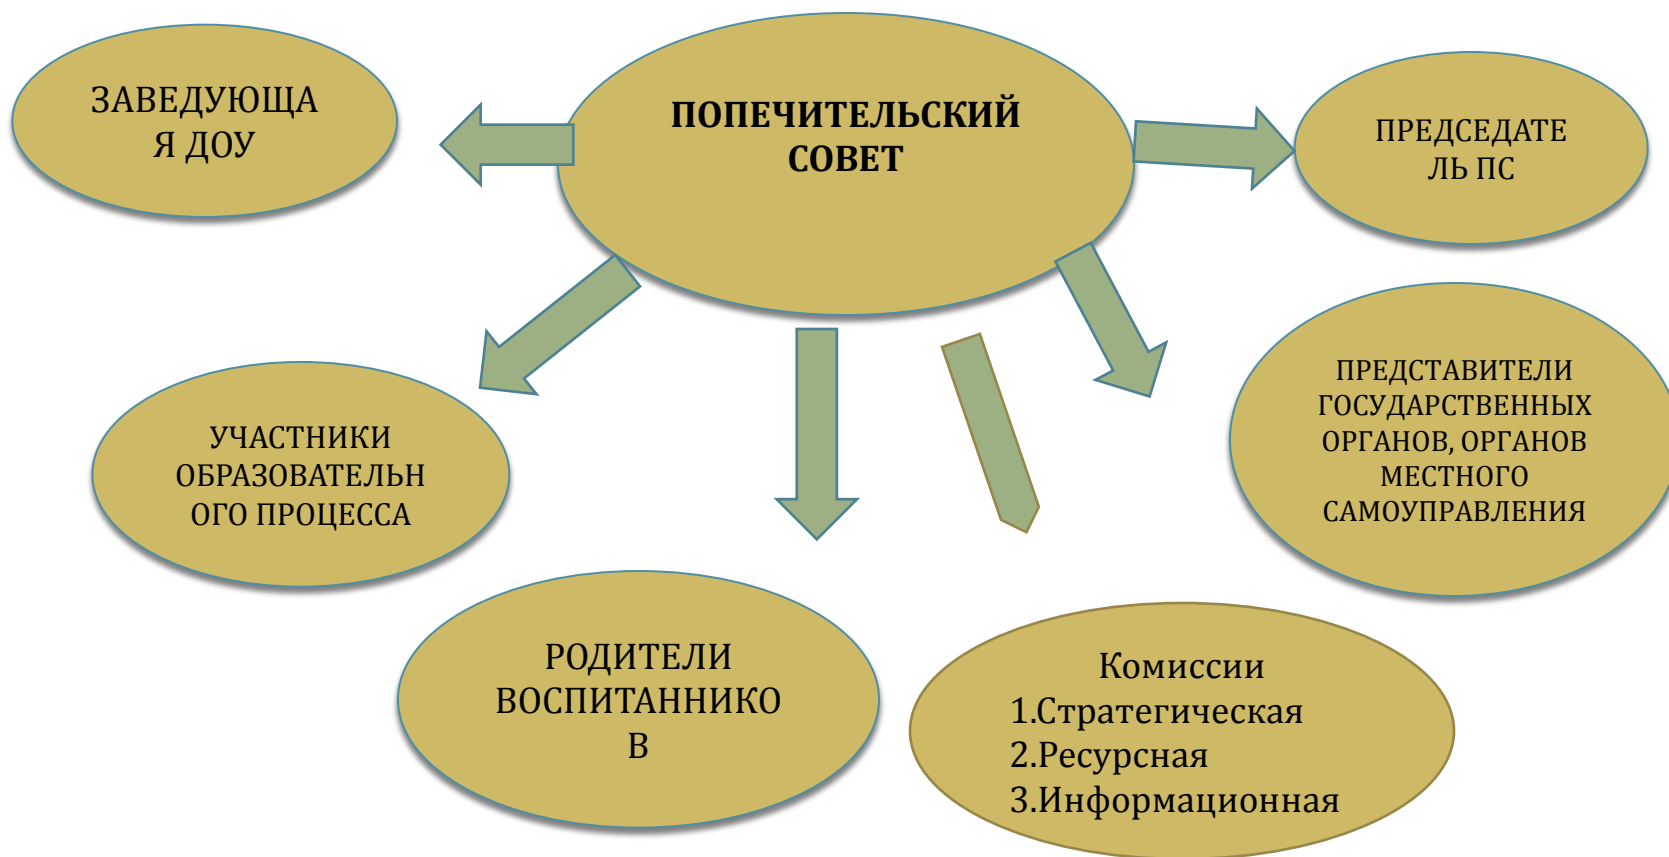 ЗАВЕДУЮЩА
Я ДОУ
ПОПЕЧИТЕЛЬСКИЙ
СОВЕТ
ПРЕДСЕДАТЕ
ЛЬ ПС
УЧАСТНИКИ
ОБРАЗОВАТЕЛЬН
ОГО ПРОЦЕССА
ПРЕДСТАВИТЕЛИ
ГОСУДАРСТВЕННЫХ
ОРГАНОВ, ОРГАНОВ
МЕСТНОГО
САМОУПРАВЛЕНИЯ
РОДИТЕЛИ
ВОСПИТАННИКО
В
Комиссии
1.Стратегическая
2.Ресурсная
3.Информационная